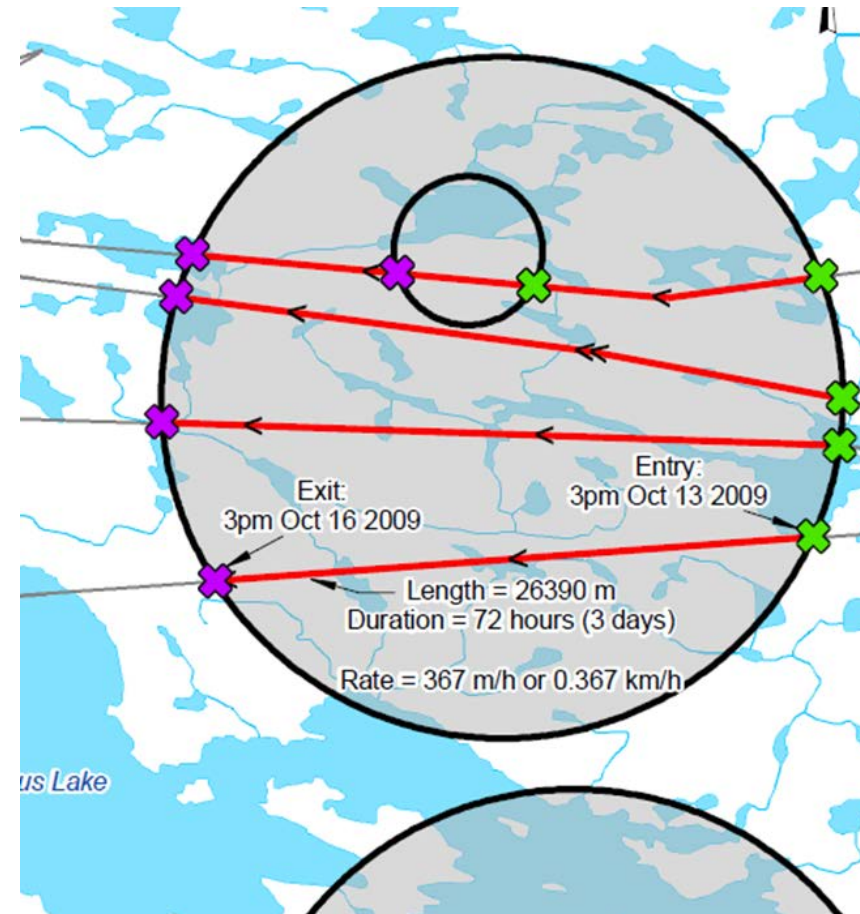 Entry:
3pm Oct 13 2009
Exit:
3pm Oct 16 2009
Length = 26390 m
Duration = 72 hours (3 days)
Rate = 367 m/h or 0.367 km/h
us Lake